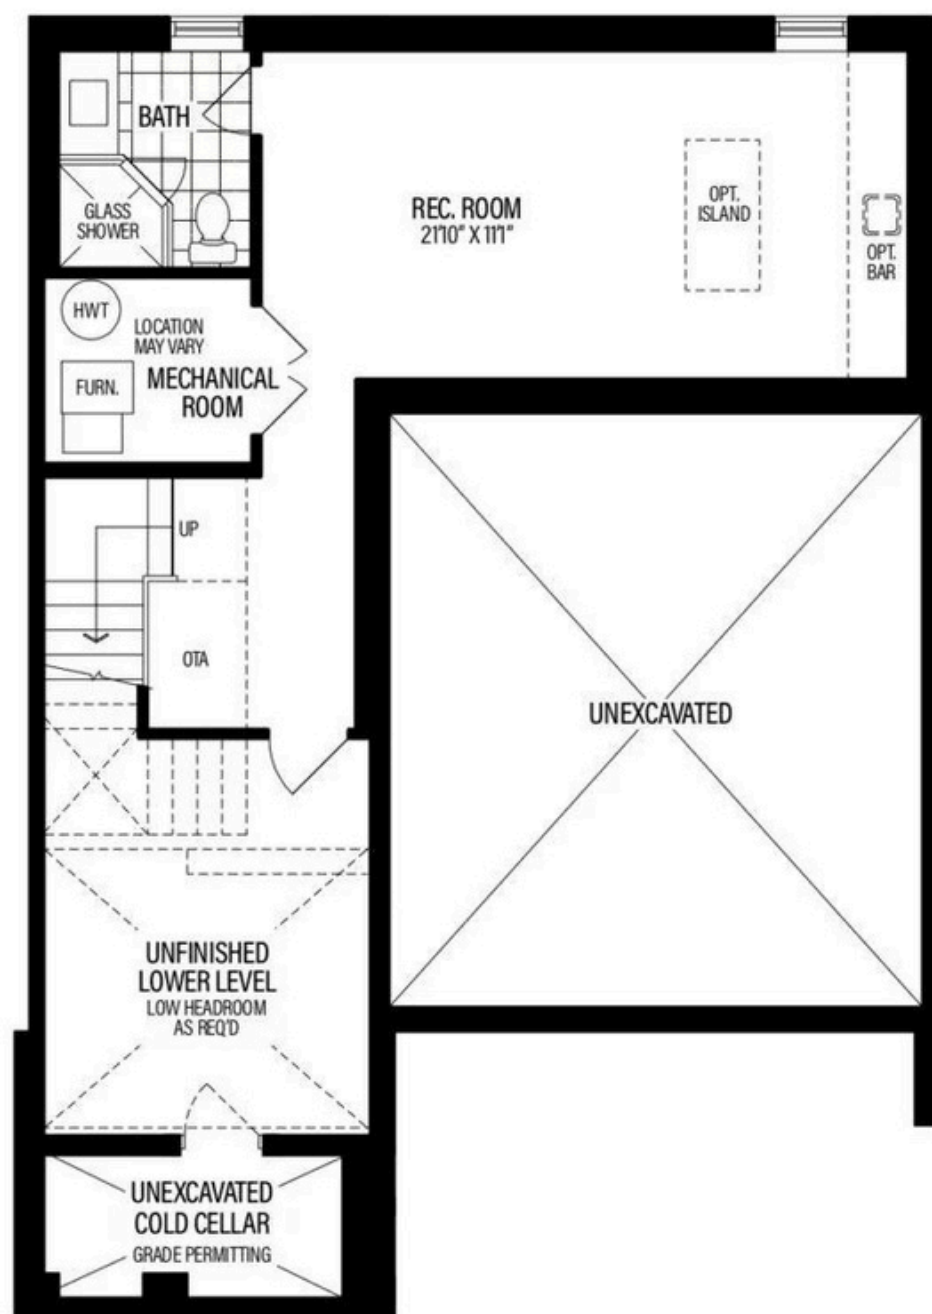 BATH
GLASS
SHOWER
REC. ROOM
21'10" X 11'1"
OPT.
ISLAND
OPT.
BAR
HWT
LOCATION
MAY VARY
FURN.
MECHANICAL
ROOM
UP
OTA
UNEXCAVATED
UNFINISHED
LOWER LEVEL
LOW HEADROOM
AS REQ'D
UNEXCAVATED
COLD CELLAR
GRADE PERMITTING